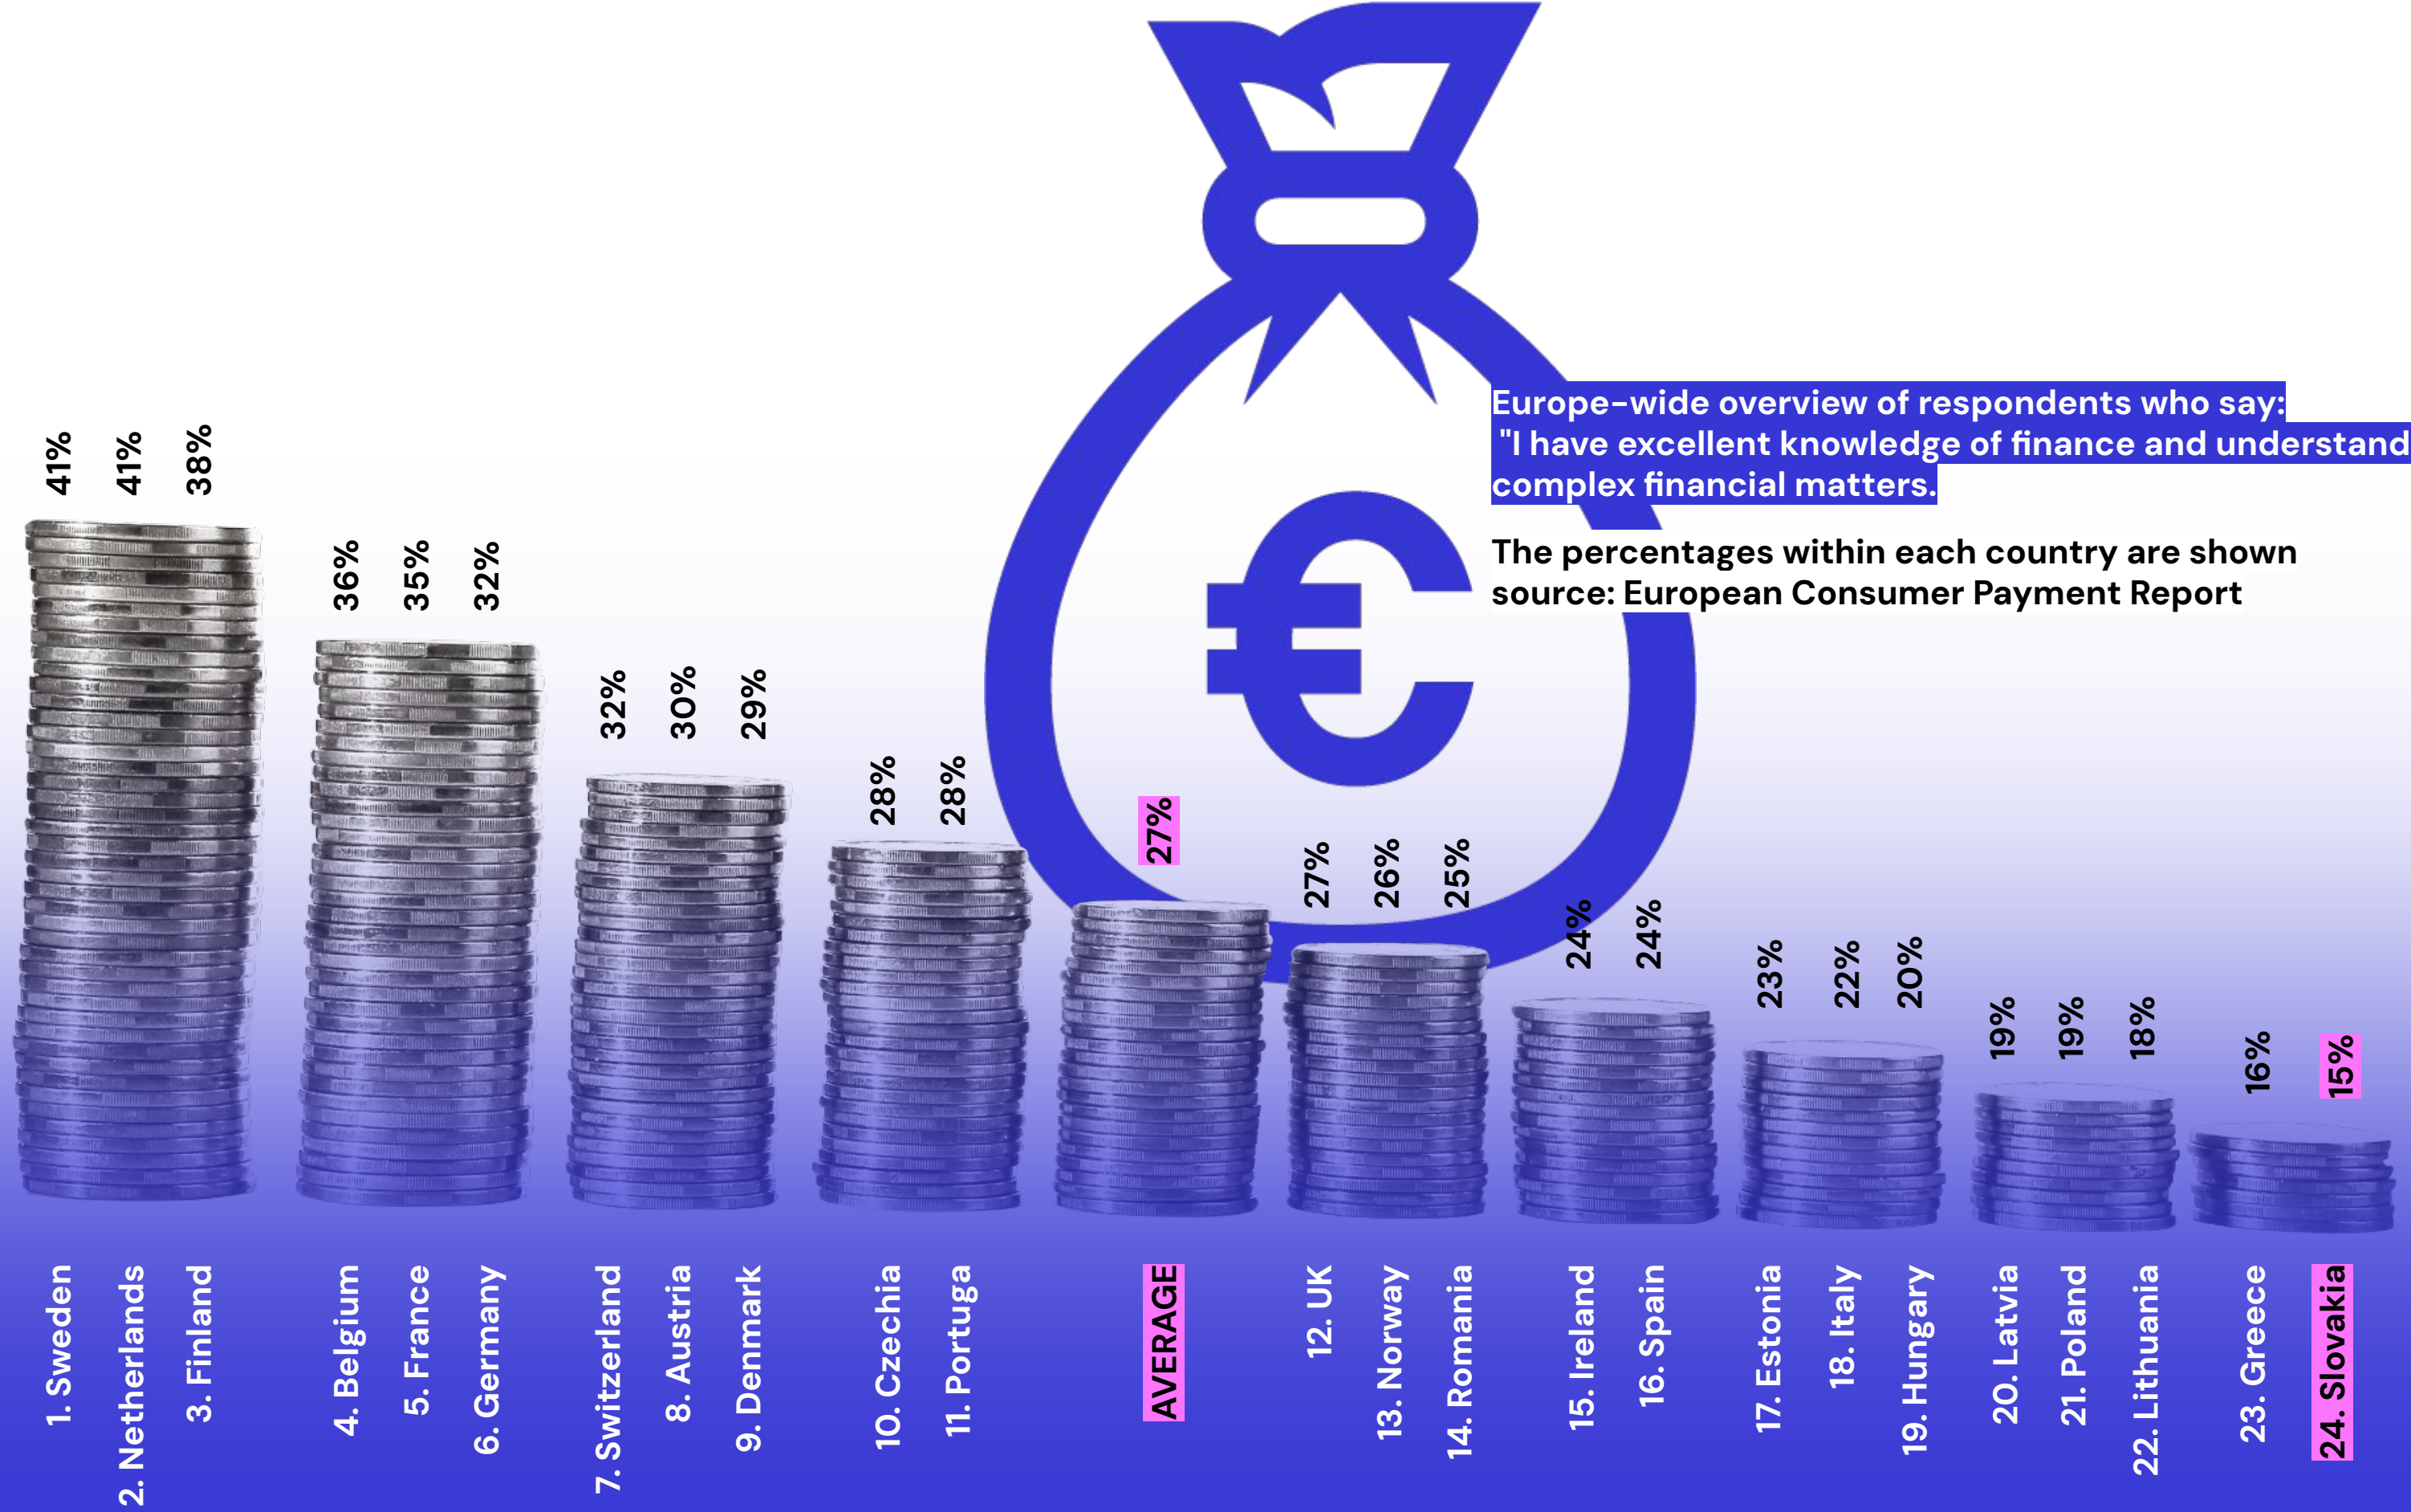 Europe-wide overview of respondents who say:
"I have excellent knowledge of finance and understand
complex financial matters.
The percentages within each country are shown
source: European Consumer Payment Report
41%
41%
38%
36%
35%
32%
32%
30%
29%
28%
28%
27%
27%
26%
25%
24%
24%
23%
22%
20%
19%
19%
18%
16%
15%
1. Sweden
2. Netherlands
3. Finland
4. Belgium
5. France
6. Germany
7. Switzerland
8. Austria
9. Denmark
10. Czechia
11. Portuga
AVERAGE
12. UK
13. Norway
14. Romania
15. Ireland
16. Spain
17. Estonia
18. Italy
19. Hungary
20. Latvia
21. Poland
22. Lithuania
23. Greece
24. Slovakia
€